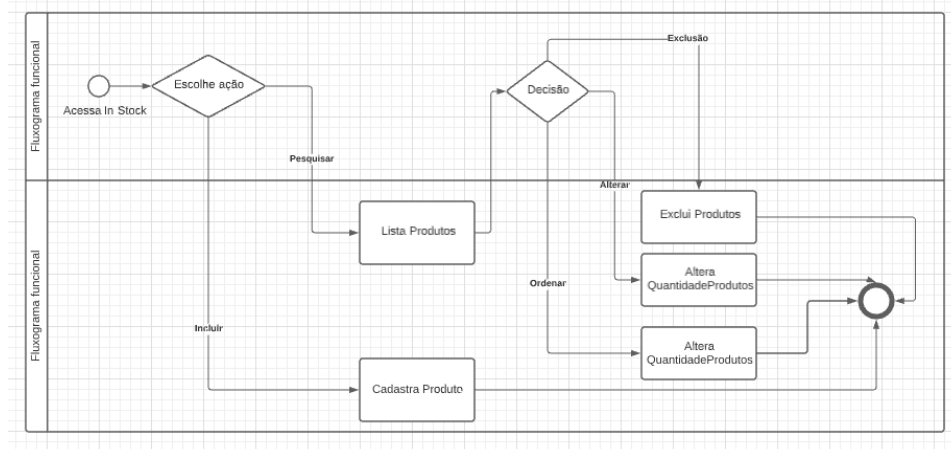 Fluxograma funcional
Acessa In Stock
Escolhe ação
Pesquisar
Incluir
Decisão
Exclusão
Alterar
Ordenar
Fluxograma funcional
Lista Produtos
Cadastra Produto
Exclui Produtos
Altera
QuantidadeProdutos
Altera
QuantidadeProdutos